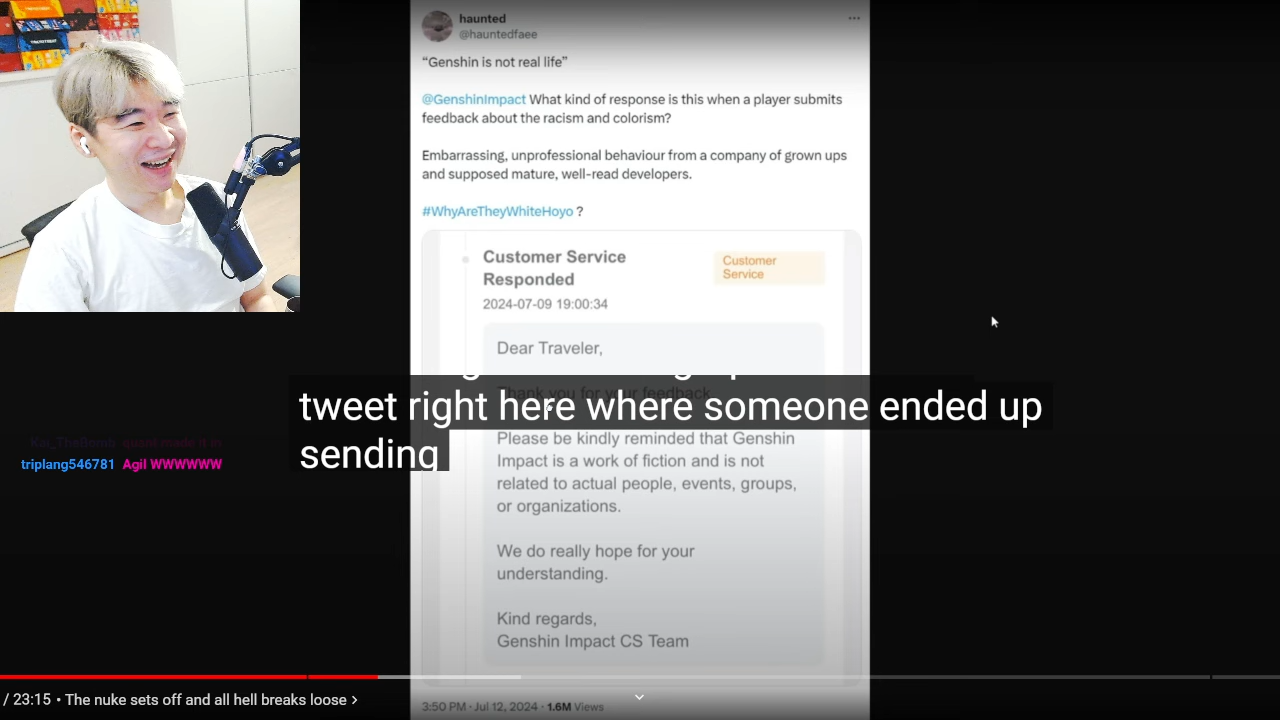 haunted
@hauntedfaee
“Genshin is not real life”
@GenshinImpact What kind of response is this when a player submits
feedback about the racism and colorism?
Embarrassing, unprofessional behaviour from a company of grown ups
and supposed mature, well-read developers.
#WhyAreTheyWhiteHoyo ?
Customer Service
Responded
Customer
Service
2024-07-09 19:00:34
Dear Traveler,
Thank you for your feedback
tweet right here where someone ended up
sending
Please be kindly reminded that Genshin
Impact is a work of fiction and is not
related to actual people, events, groups,
or organizations.
We do really hope for your
understanding.
Kind regards,
Genshin Impact CS Team
triplang546781 Agil WWWWWW
3:50 PM · Jul 12, 2024 · 1.6M Views
/ 23:15 • The nuke sets off and all hell breaks loose